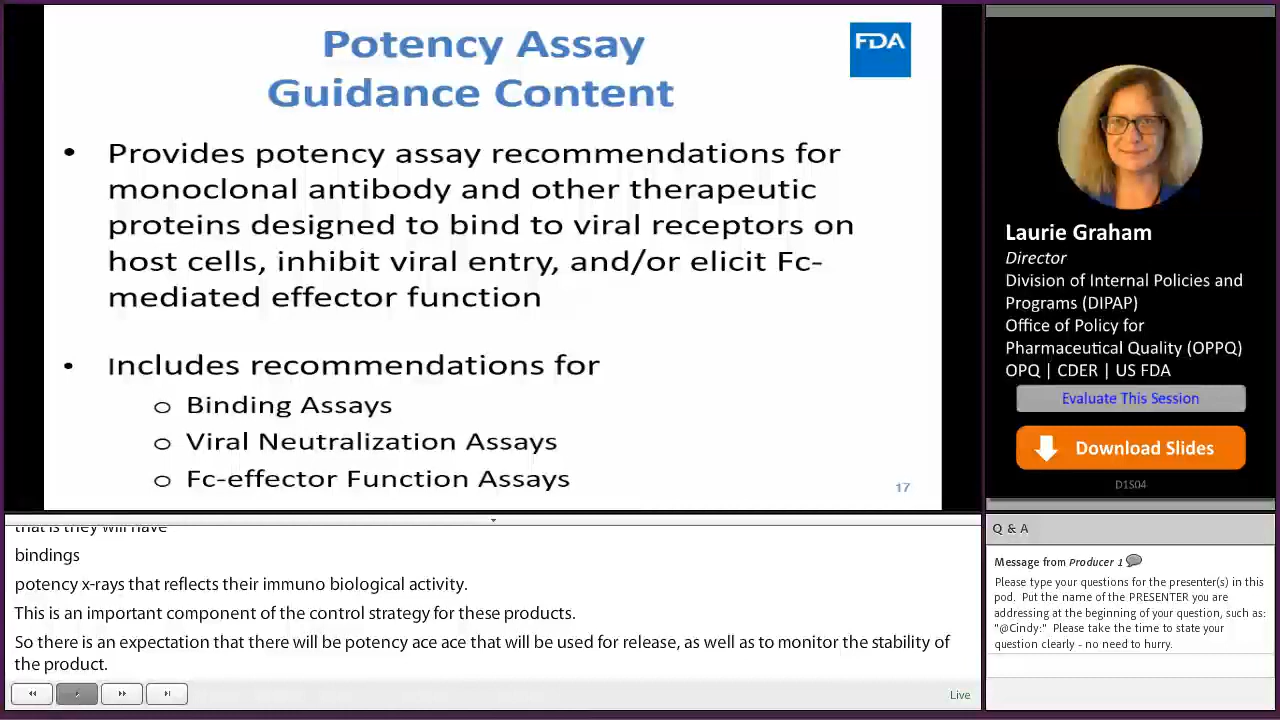 Potency Assay
Guidance Content
FDA
• Provides potency assay recommendations for
monoclonal antibody and other therapeutic
proteins designed to bind to viral receptors on
host cells, inhibit viral entry, and/or elicit Fc-
mediated effector function
• Includes recommendations for
o Binding Assays
o Viral Neutralization Assays
o Fc-effector Function Assays
17
Laurie Graham
Director
Division of Internal Policies and
Programs (DIPAP)
Office of Policy for
Pharmaceutical Quality (OPPQ)
OPQ | CDER | US FDA
Evaluate This Session
Download Slides
D1S04
that is they will have
bindings
potency x-rays that reflects their immuno biological activity.
This is an important component of the control strategy for these products.
So there is an expectation that there will be potency ace ace that will be used for release, as well as to monitor the stability of
the product.
Live
Q & A
Message from Producer 1
Please type your questions for the presenter(s) in this
pod. Put the name of the PRESENTER you are
addressing at the beginning of your question, such as:
"@Cindy:" Please take the time to state your
question clearly - no need to hurry.